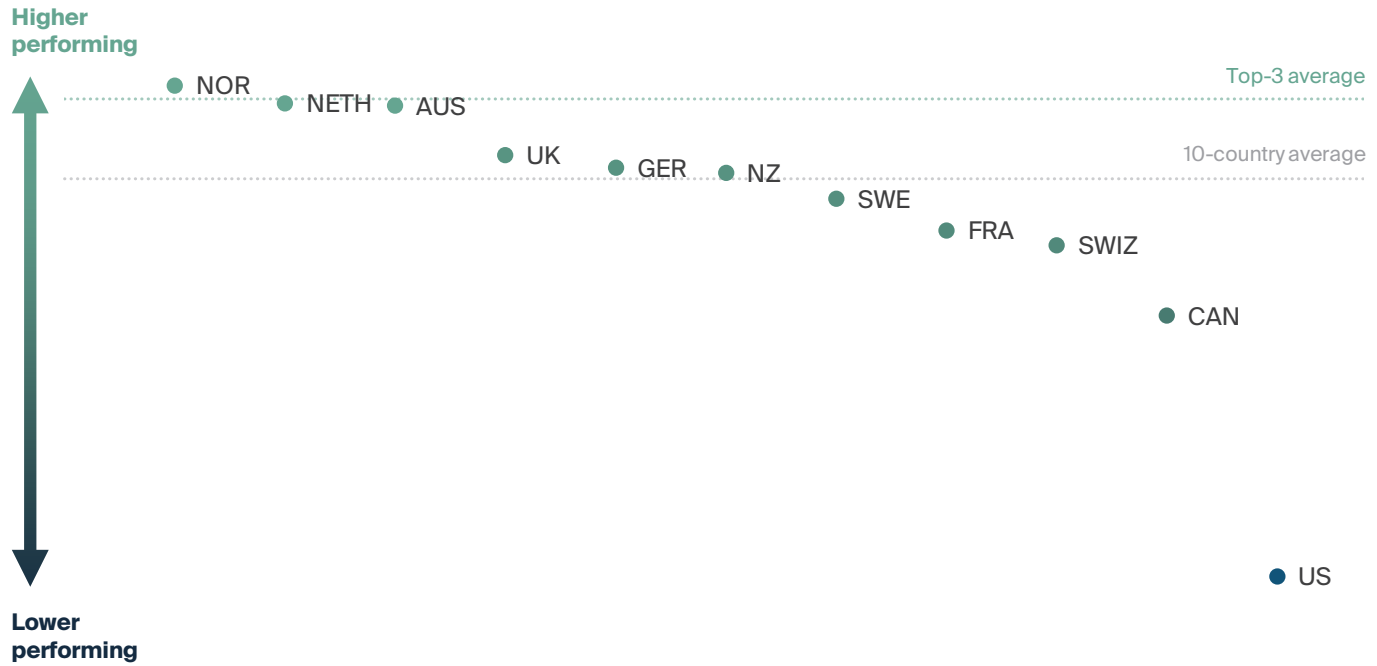 Higher
performing
Top-3 average
NOR
NETH
AUS
10-country average
UK
GER
NZ
SWE
FRA
SWIZ
CAN
US
Lower
performing